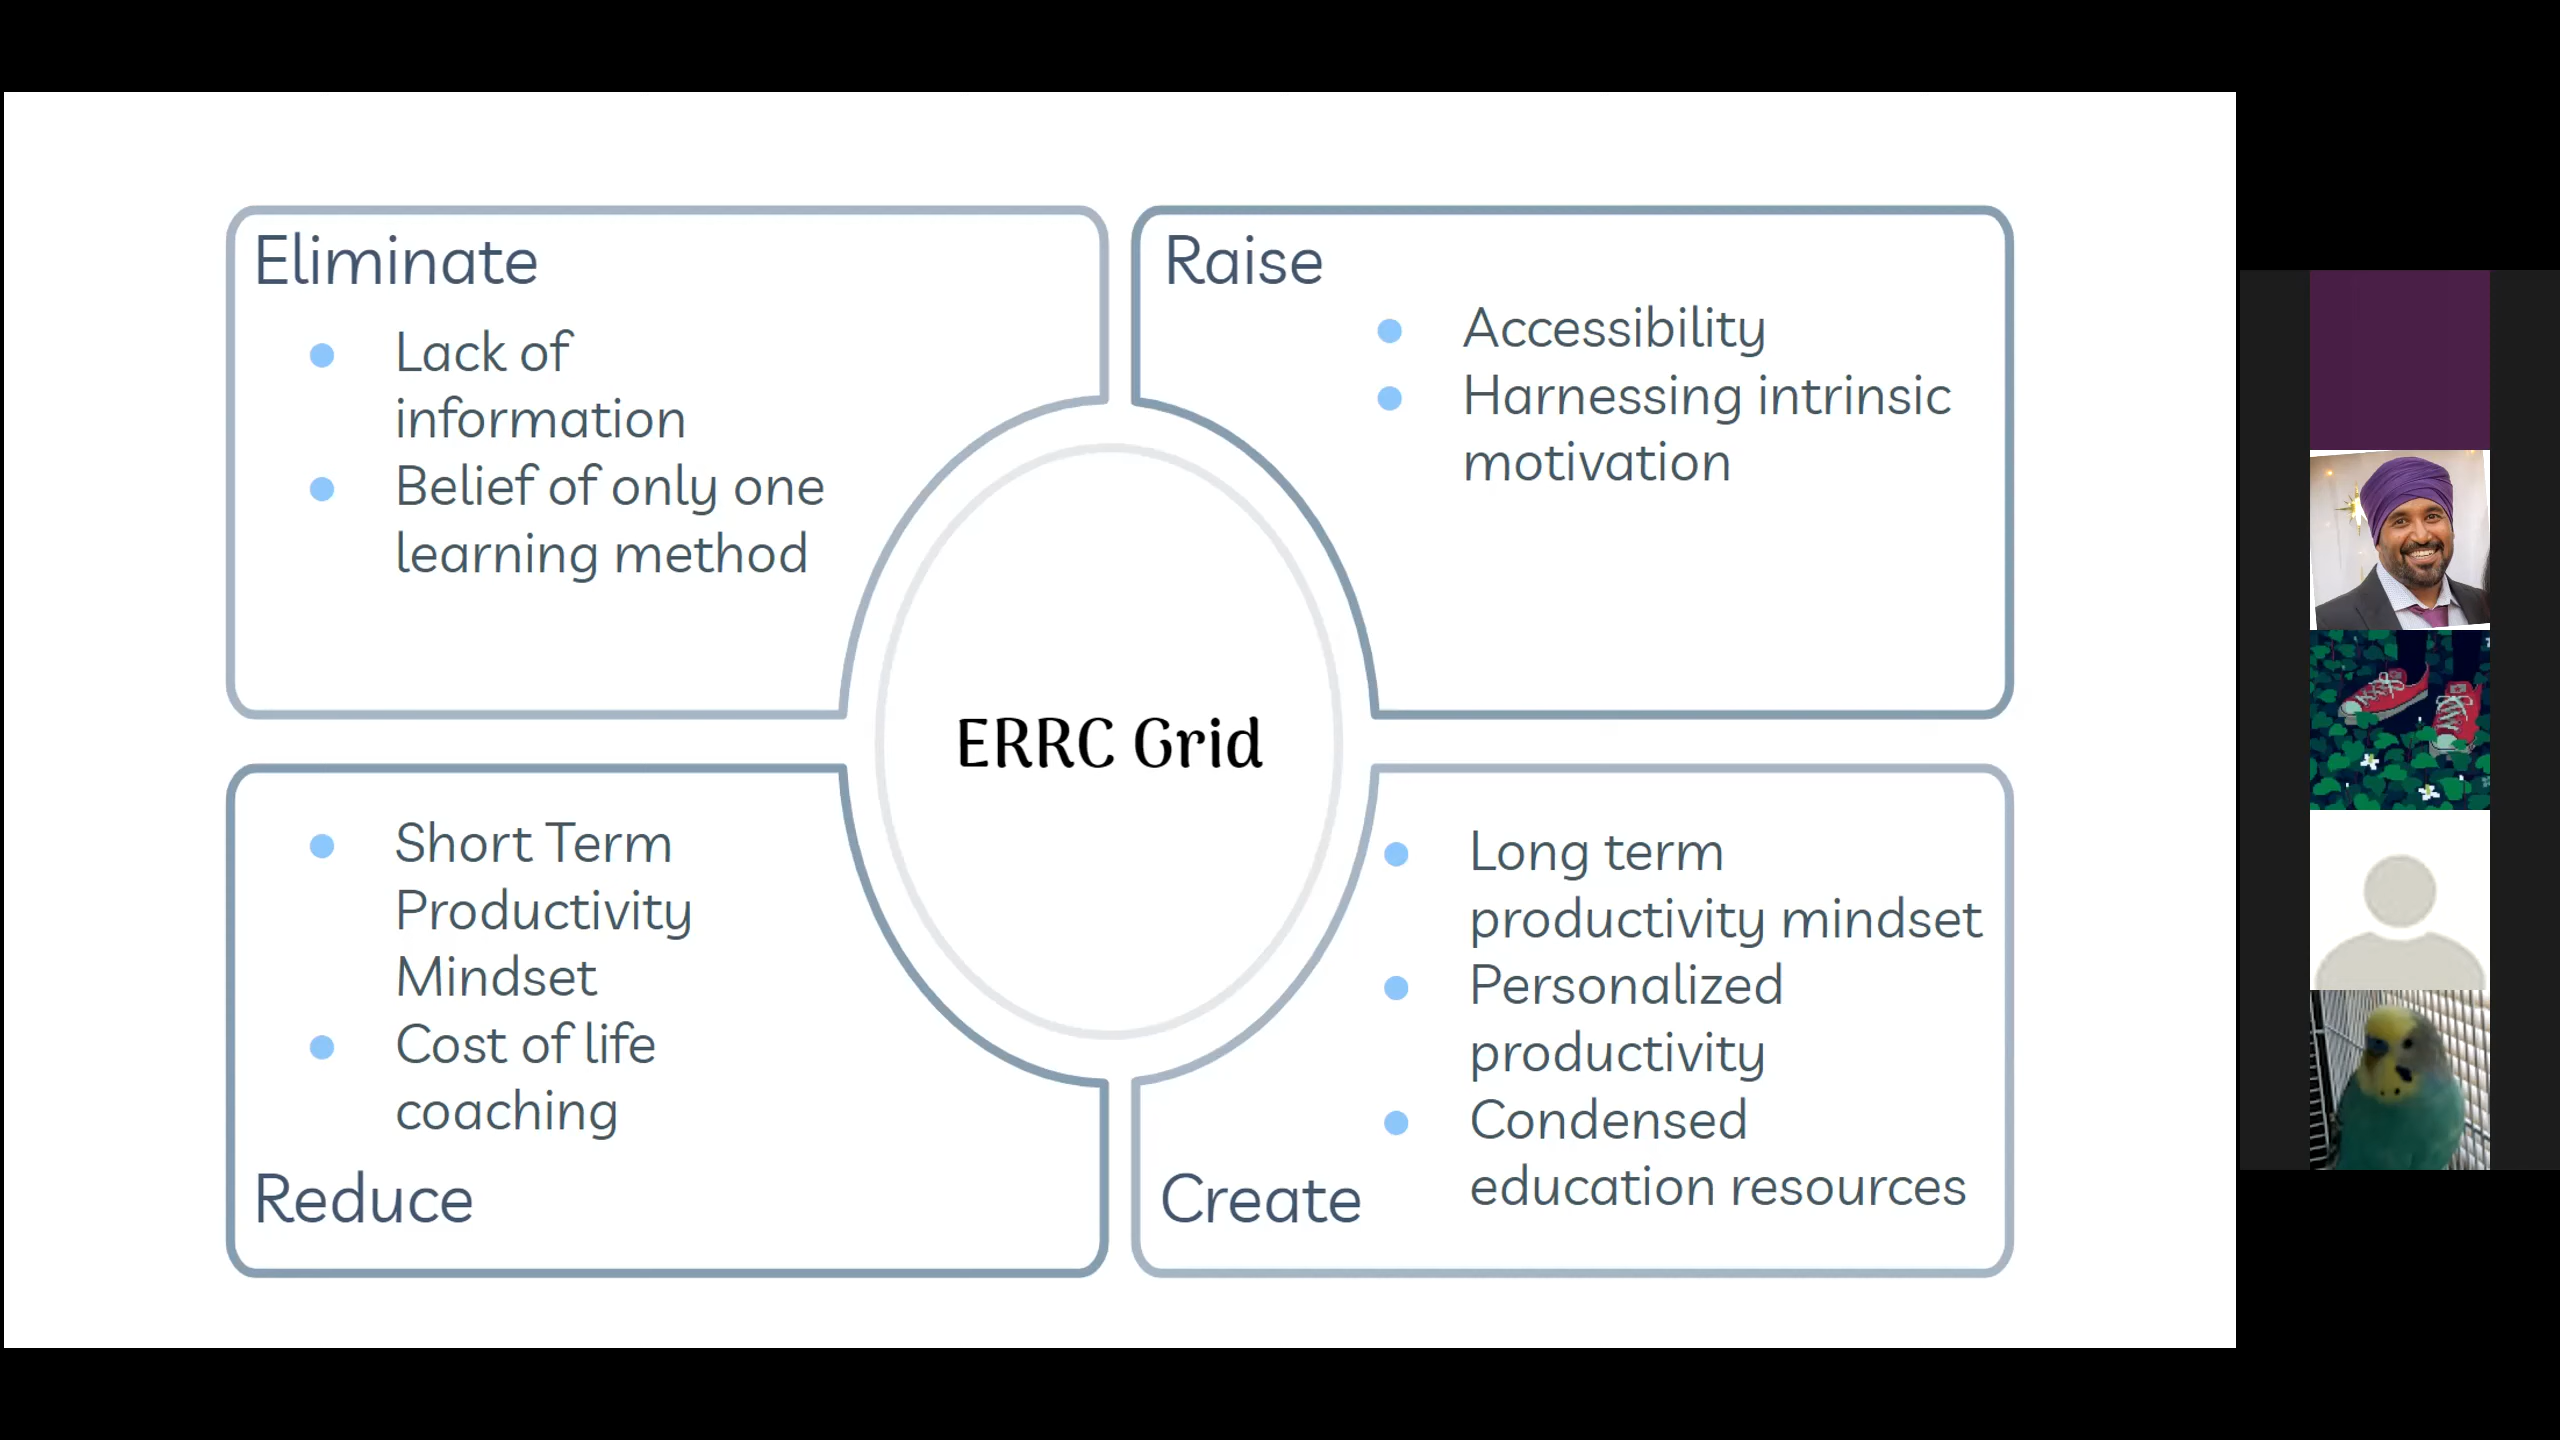 Eliminate
Lack of
information
Belief of only one
learning method
Raise
Accessibility
Harnessing intrinsic
motivation
ERRC Grid
Short Term
Productivity
Mindset
Cost of life
coaching
Reduce
Long term
productivity mindset
Personalized
productivity
Condensed
education resources
Create